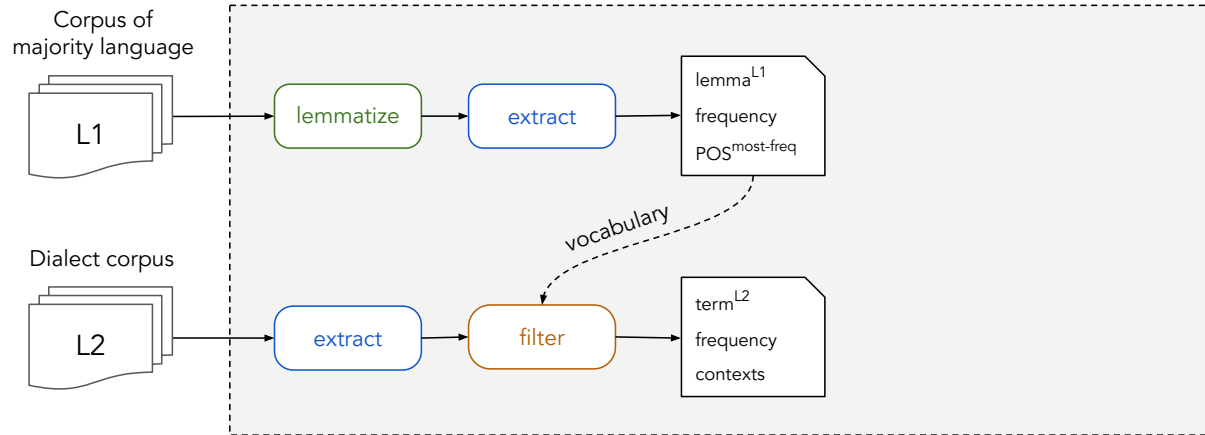 Corpus of
majority language
L1
lemmatize
extract
lemma^L1
frequency
POS^most-freq
vocabulary
Dialect corpus
L2
extract
filter
term^L2
frequency
contexts